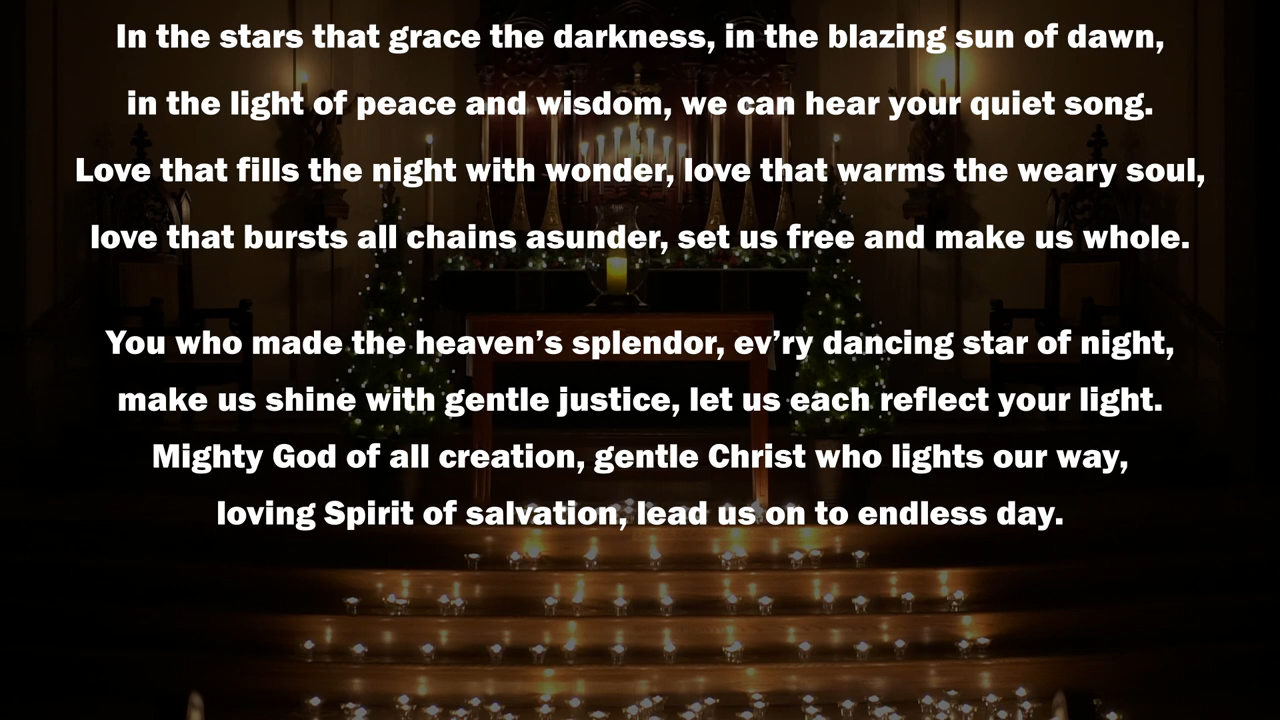 In the stars that grace the darkness, in the blazing sun of dawn,
in the light of peace and wisdom, we can hear your quiet song.
Love that fills the night with wonder, love that warms the weary soul,
love that bursts all chains asunder, set us free and make us whole.
You who made the heaven’s splendor, ev’ry dancing star of night,
make us shine with gentle justice, let us each reflect your light.
Mighty God of all creation, gentle Christ who lights our way,
loving Spirit of salvation, lead us on to endless day.